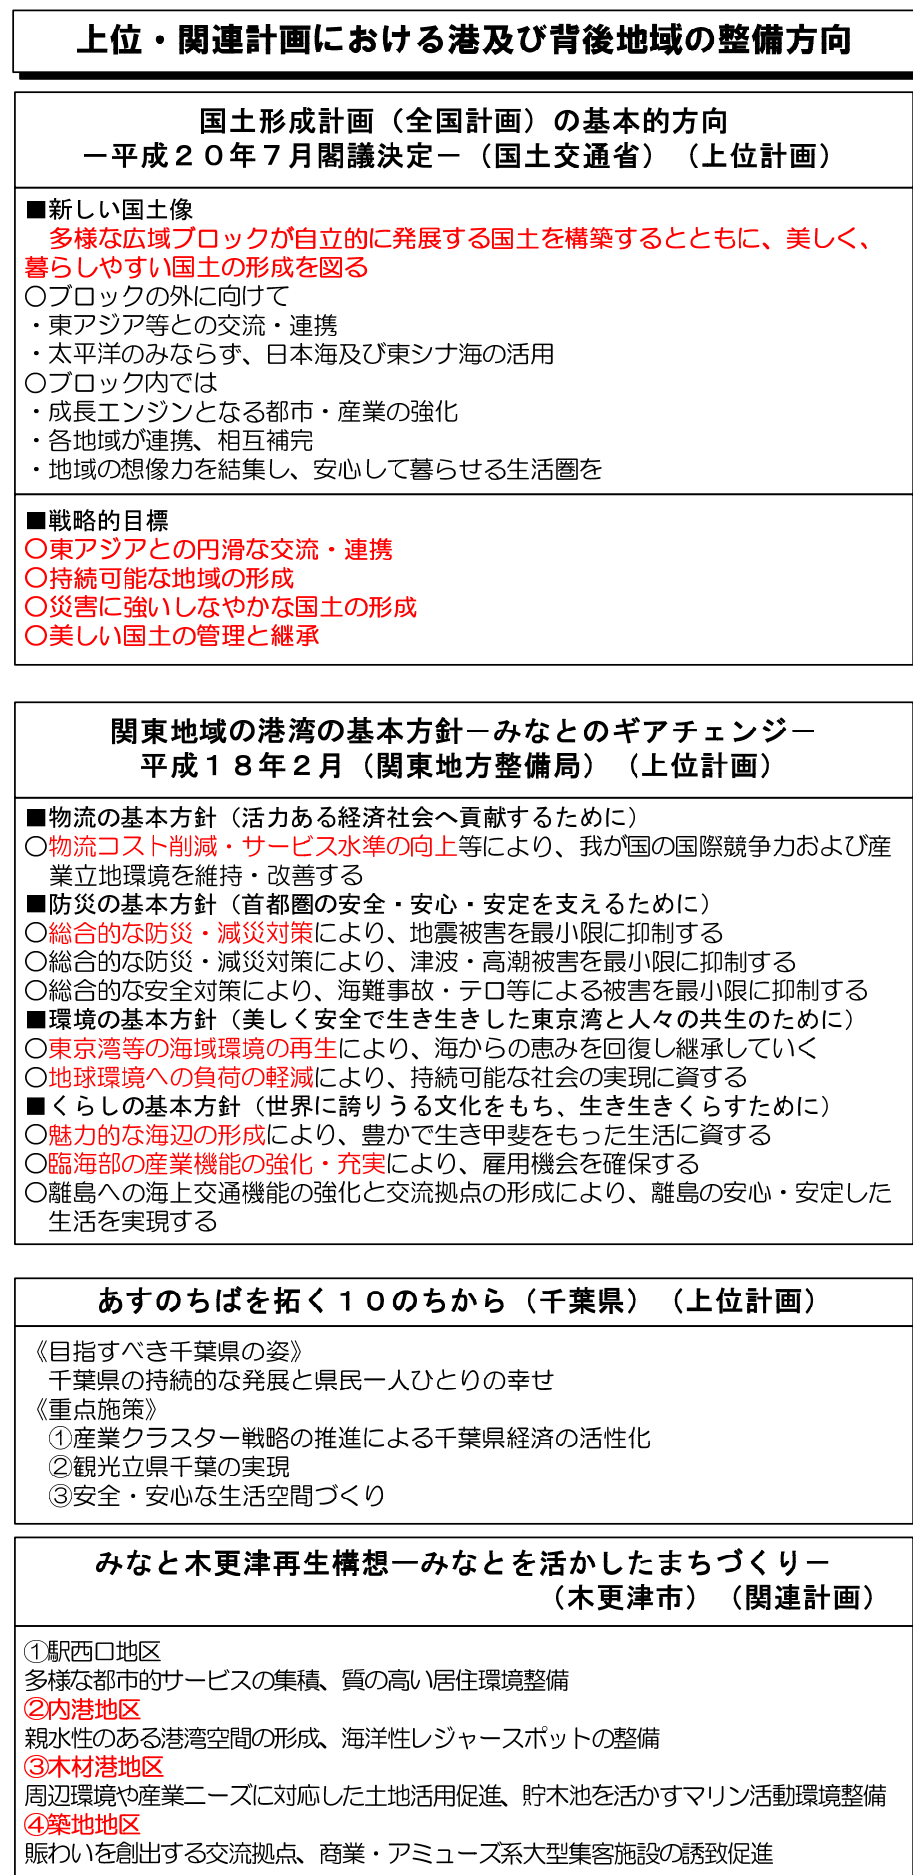 上位・関連計画における港及び背後地域の整備方向
国土形成計画（全国計画）の基本的方向
－平成２０年７月閣議決定－（国土交通省）（上位計画）
■新しい国土像
多様な広域ブロックが自立的に発展する国土を構築するとともに、美しく、
暮らしやすい国土の形成を図る
○ブロックの外に向けて
・東アジア等との交流・連携
・太平洋のみならず、日本海及び東シナ海の活用
○ブロック内では
・成長エンジンとなる都市・産業の強化
・各地域が連携、相互補完
・地域の想像力を結集し、安心して暮らせる生活圏を
■戦略的目標
○東アジアとの円滑な交流・連携
○持続可能な地域の形成
○災害に強いしなやかな国土の形成
○美しい国土の管理と継承
関東地域の港湾の基本方針－みなとのギアチェンジ－
平成１８年２月（関東地方整備局）（上位計画）
■物流の基本方針（活力ある経済社会へ貢献するために）
○物流コスト削減・サービス水準の向上等により、我が国の国際競争力および産
業立地環境を維持・改善する
■防災の基本方針（首都圏の安全・安心・安定を支えるために）
○総合的な防災・減災対策により、地震被害を最小限に抑制する
○総合的な防災・減災対策により、津波・高潮被害を最小限に抑制する
○総合的な安全対策により、海難事故・テロ等による被害を最小限に抑制する
■環境の基本方針（美しく安全で生き生きした東京湾と人々の共生のために）
○東京湾等の海域環境の再生により、海からの恵みを回復し継承していく
○地球環境への負荷の軽減により、持続可能な社会の実現に資する
■くらしの基本方針（世界に誇りうる文化をもち、生き生きくらすために）
○魅力的な海辺の形成により、豊かで生き甲斐をもった生活に資する
○臨海部の産業機能の強化・充実により、雇用機会を確保する
○離島への海上交通機能の強化と交流拠点の形成により、離島の安心・安定した
生活を実現する
あすのちばを拓く１０のちから（千葉県）（上位計画）
《目指すべき千葉県の姿》
千葉県の持続的な発展と県民一人ひとりの幸せ
《重点施策》
①産業クラスター戦略の推進による千葉県経済の活性化
②観光立県千葉の実現
③安全・安心な生活空間づくり
みなと木更津再生構想―みなとを活かしたまちづくり－
（木更津市）（関連計画）
①駅西口地区
多様な都市的サービスの集積、質の高い居住環境整備
②内港地区
親水性のある港湾空間の形成、海洋性レジャースポットの整備
③木材港地区
周辺環境や産業ニーズに対応した土地活用促進、貯木池を活かすマリン活動環境整備
④築地地区
賑わいを創出する交流拠点、商業・アミューズ系大型集客施設の誘致促進